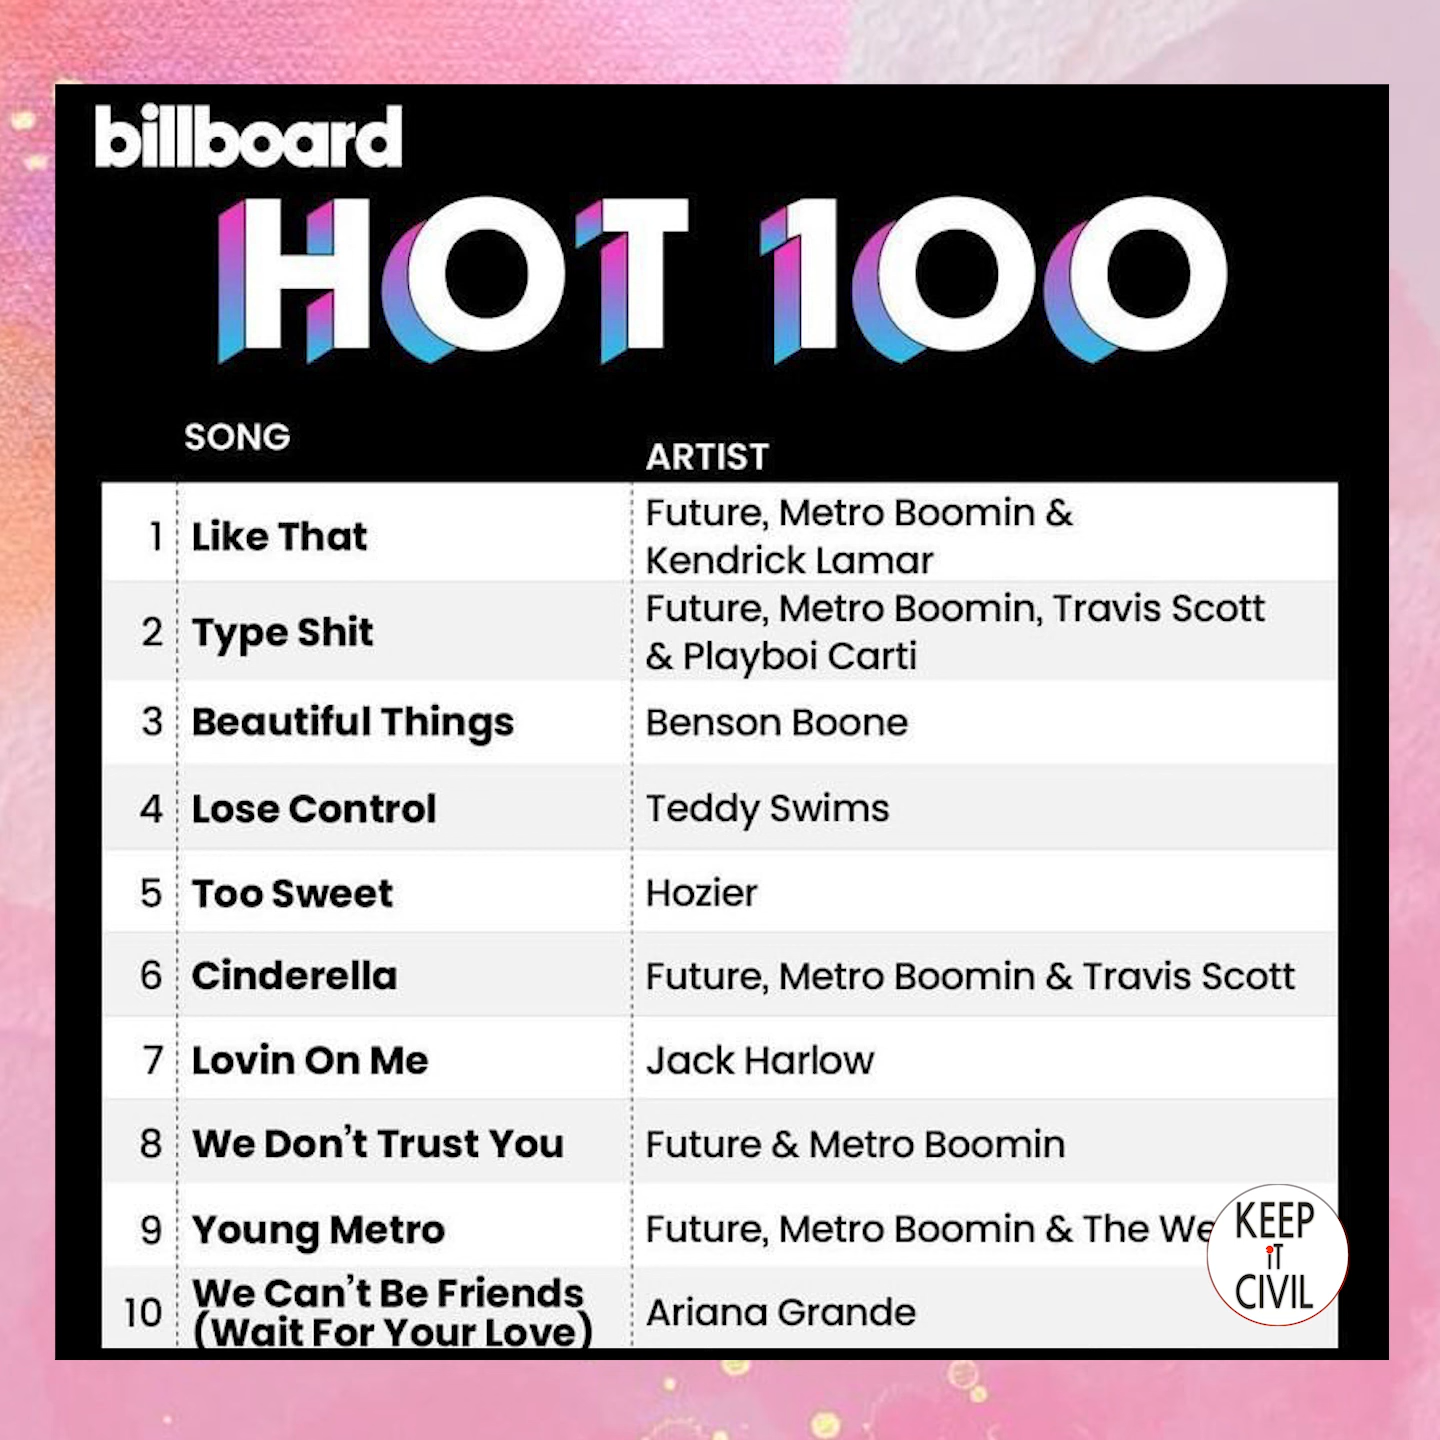 billboard
HOT 100
SONG
ARTIST
1 Like That Future, Metro Boomin &
Kendrick Lamar
2 Type Shit Future, Metro Boomin, Travis Scott
& Playboi Carti
3 Beautiful Things Benson Boone
4 Lose Control Teddy Swims
5 Too Sweet Hozier
6 Cinderella Future, Metro Boomin & Travis Scott
7 Lovin On Me Jack Harlow
8 We Don’t Trust You Future & Metro Boomin
9 Young Metro Future, Metro Boomin & The
10 We Can’t Be Friends
(Wait For Your Love) Ariana Grande
KEEP
iT
CIVIL